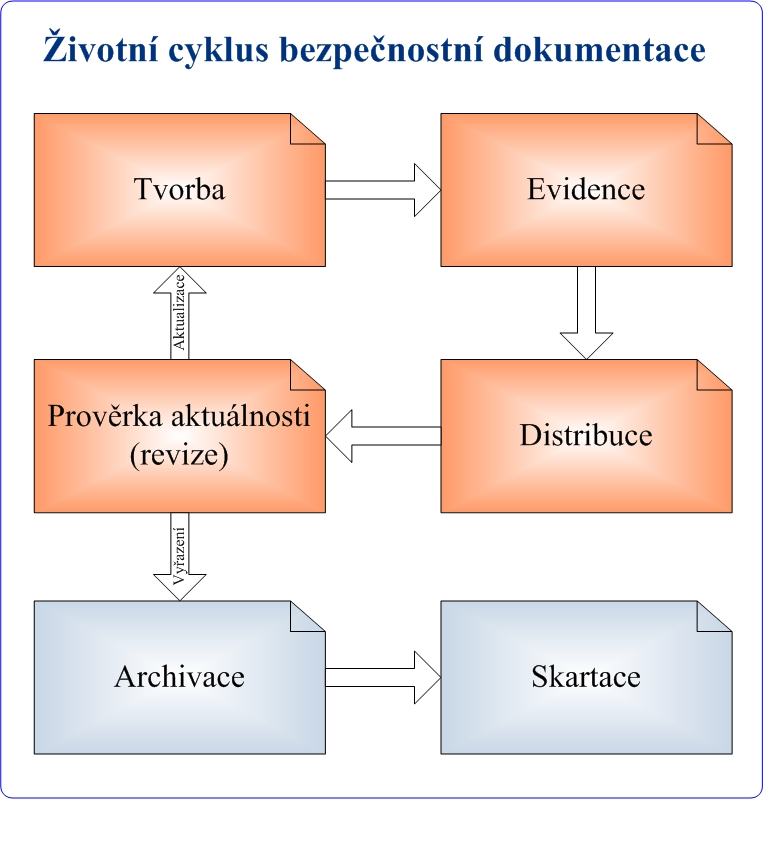 Životní cyklus bezpečnostní dokumentace
Tvorba
Evidence
Aktualizace
Prověrka aktuálnosti
(revize)
Distribuce
Vyřazení
Archivace
Skartace